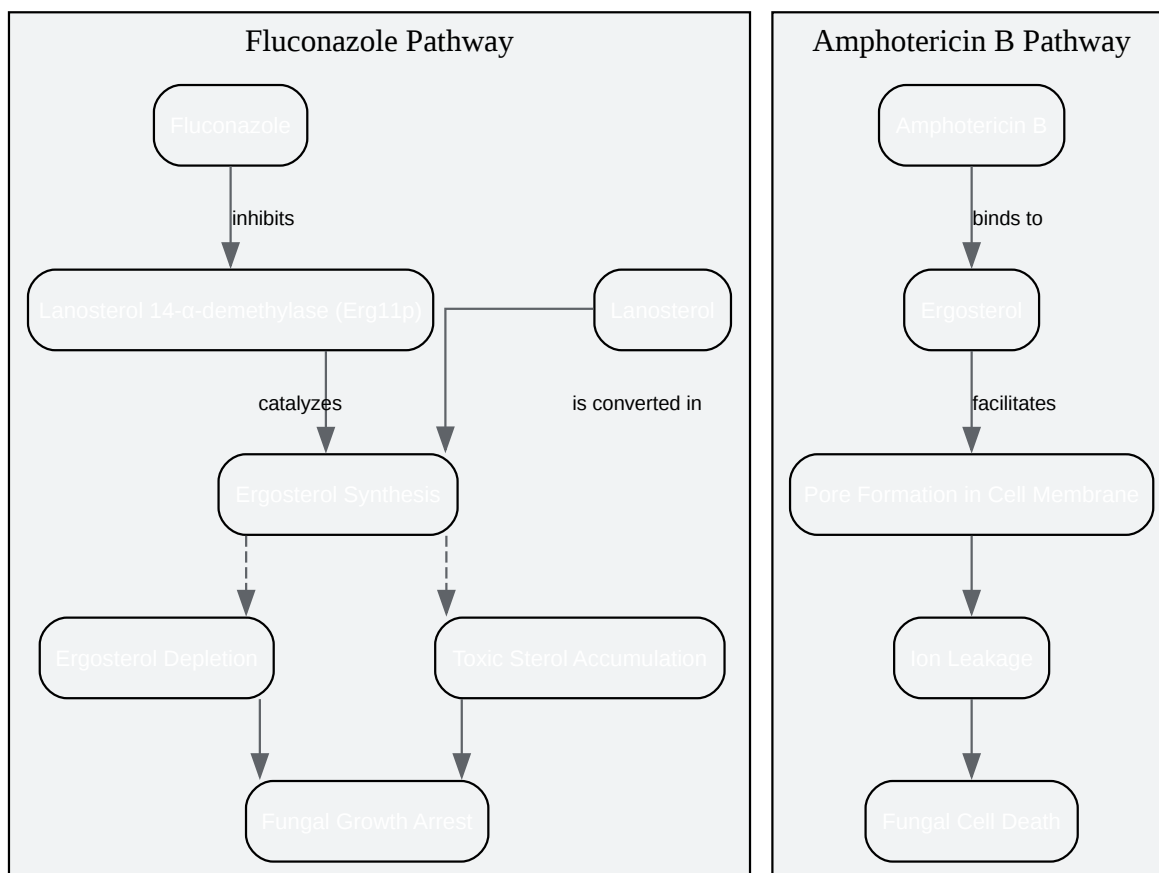 Fluconazole Pathway
Fluconazole
inhibits
Lanosterol 14-α-demethylase (Erg11p)
Lanosterol
catalyzes
is converted in
Ergosterol Synthesis
Ergosterol Depletion
Toxic Sterol Accumulation
Fungal Growth Arrest
Amphotericin B Pathway
Amphotericin B
binds to
Ergosterol
facilitates
Pore Formation in Cell Membrane
Ion Leakage
Fungal Cell Death